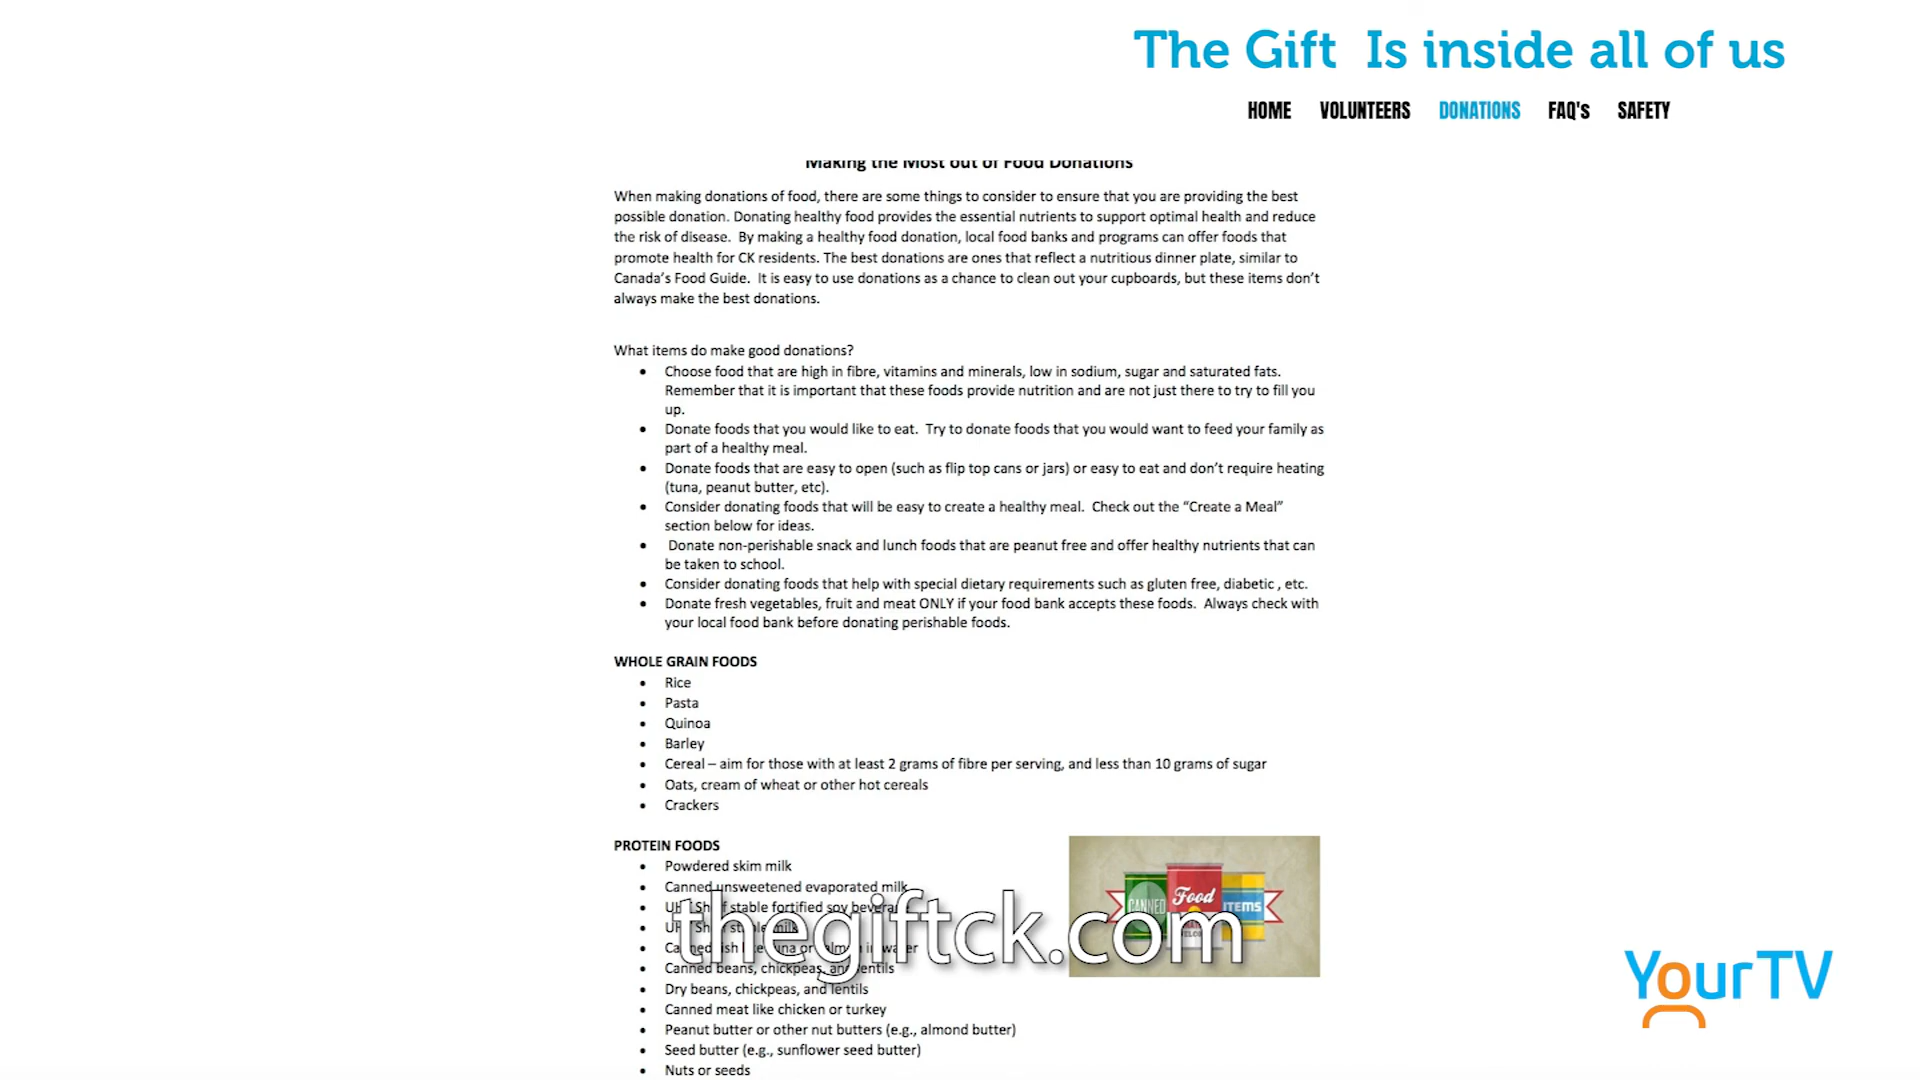 The Gift Is inside all of us
HOME VOLUNTEERS DONATIONS FAQ's SAFETY
Making the Most out of Food Donations
When making donations of food, there are some things to consider to ensure that you are providing the best
possible donation. Donating healthy food provides the essential nutrients to support optimal health and reduce
the risk of disease. By making a healthy food donation, local food banks and programs can offer foods that
promote health for CK residents. The best donations are ones that reflect a nutritious dinner plate, similar to
Canada's Food Guide. It is easy to use donations as a chance to clean out your cupboards, but these items don't
always make the best donations.
What items do make good donations?
• Choose food that are high in fibre, vitamins and minerals, low in sodium, sugar and saturated fats.
Remember that it is important that these foods provide nutrition and are not just there to try to fill you
up.
• Donate foods that you would like to eat. Try to donate foods that you would want to feed your family as
part of a healthy meal.
• Donate foods that are easy to open (such as flip top cans or jars) or easy to eat and don't require heating
(tuna, peanut butter, etc).
• Consider donating foods that will be easy to create a healthy meal. Check out the "Create a Meal"
section below for ideas.
• Donate non-perishable snack and lunch foods that are peanut free and offer healthy nutrients that can
be taken to school.
• Consider donating foods that help with special dietary requirements such as gluten free, diabetic , etc.
• Donate fresh vegetables, fruit and meat ONLY if your food bank accepts these foods. Always check with
your local food bank before donating perishable foods.
WHOLE GRAIN FOODS
• Rice
• Pasta
• Quinoa
• Barley
• Cereal – aim for those with at least 2 grams of fibre per serving, and less than 10 grams of sugar
• Oats, cream of wheat or other hot cereals
• Crackers
PROTEIN FOODS
• Powdered skim milk
• Canned unsweetened evaporated milk
• stable fortified soy
• milk
• or in water
• Canned beans, chickpeas, and lentils
• Dry beans, chickpeas, and lentils
• Canned meat like chicken or turkey
• Peanut butter or other nut butters (e.g., almond butter)
• Seed butter (e.g., sunflower seed butter)
• Nuts or seeds
CANNED Food ITEMS
thegiftck.com
YourTV